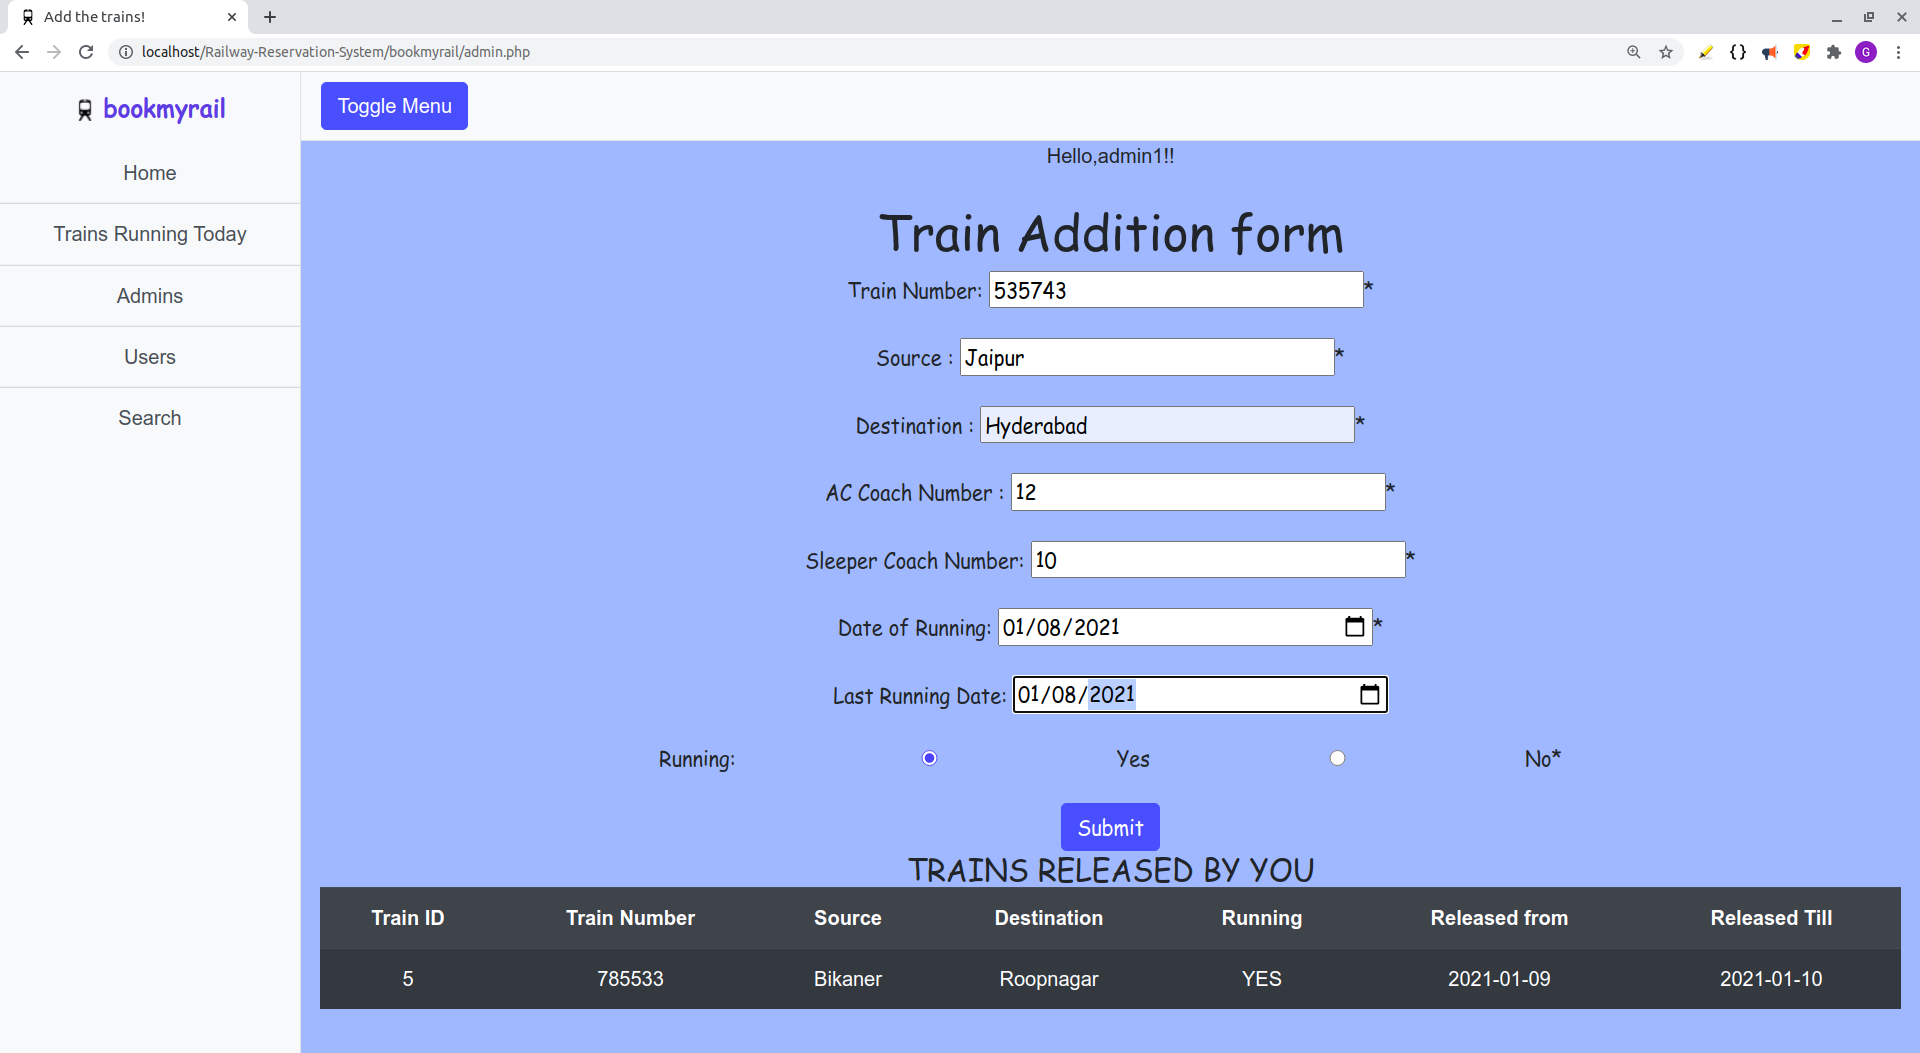 Add the trains!
localhost/Railway-Reservation-System/bookmyrail/admin.php
G
bookmyrail
Toggle Menu
Home
Trains Running Today
Admins
Users
Search
Hello,admin1!!
Train Addition form
Train Number: 535743*
Source : Jaipur*
Destination : Hyderabad*
AC Coach Number : 12*
Sleeper Coach Number: 10*
Date of Running: 01/08/2021*
Last Running Date: 01/08/2021
Running: Yes No*
Submit
TRAINS RELEASED BY YOU
Train ID Train Number Source Destination Running Released from Released Till
5 785533 Bikaner Roopnagar YES 2021-01-09 2021-01-10